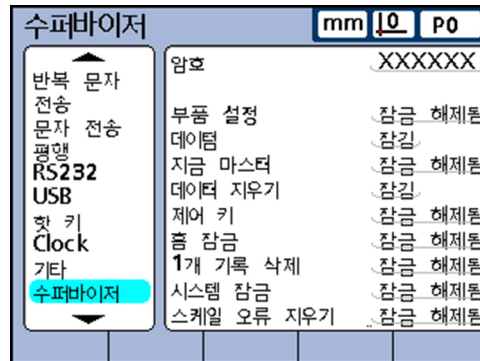 수퍼바이저
mm 0 P0
반복 문자
전송
문자 전송
평행
RS232
USB
핫 키
Clock
기타
수퍼바이저
암호 XXXXXX
부품 설정 잠금 해제됨
데이텀 잠김
지금 마스터 잠금 해제됨
데이터 지우기 잠김
제어 키 잠금 해제됨
홈 잠금 잠금 해제됨
1개 기록 삭제 잠금 해제됨
시스템 잠금 잠금 해제됨
스케일 오류 지우기 잠금 해제됨